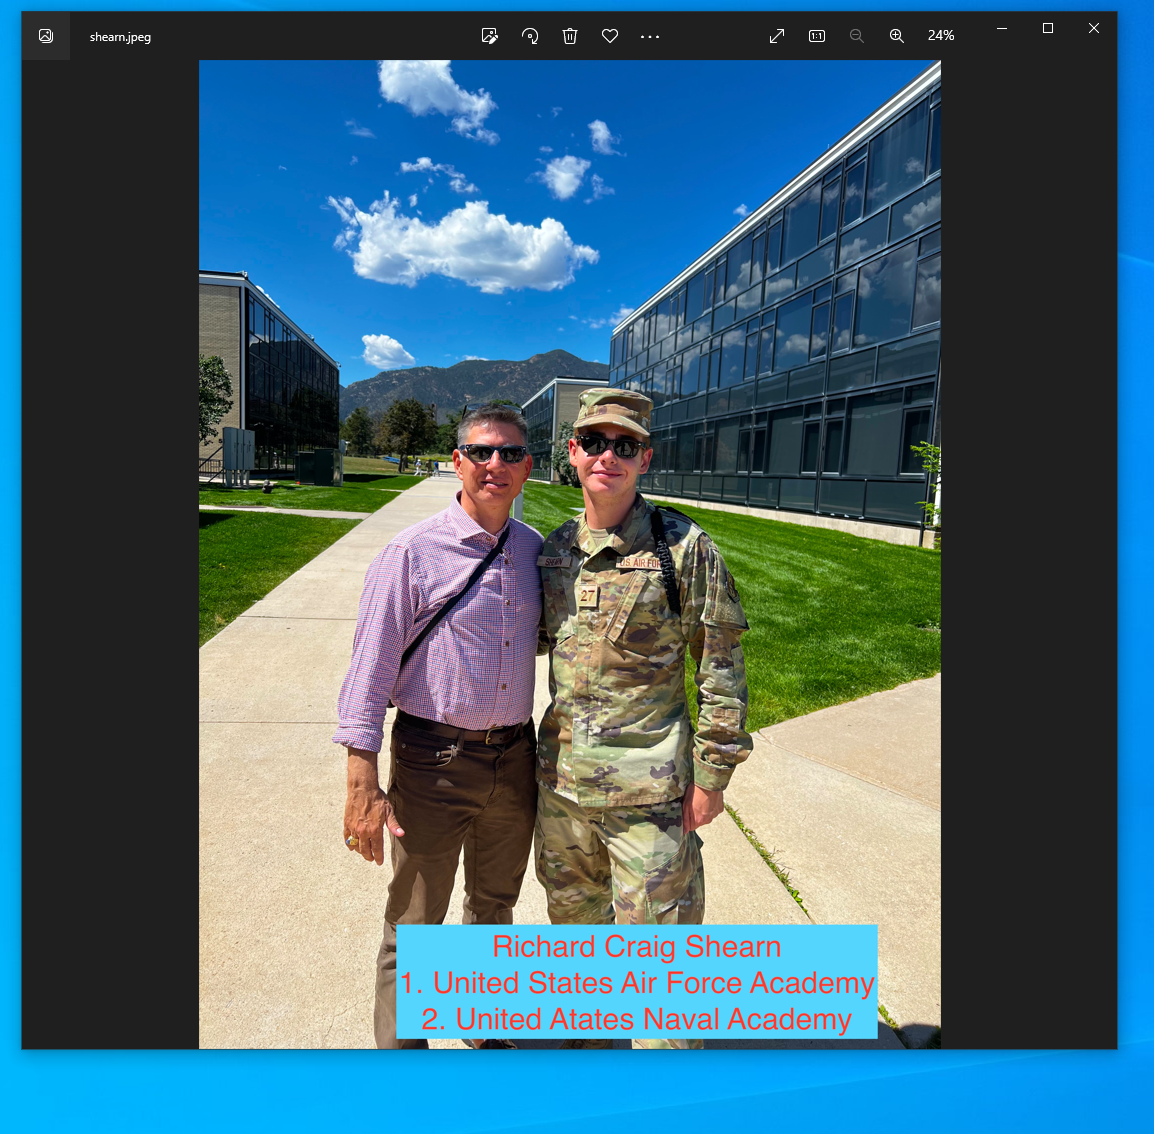 shearn.jpeg
24%
SHEARN
US AIR FOR
27
Richard Craig Shearn
1. United States Air Force Academy
2. United Atates Naval Academy